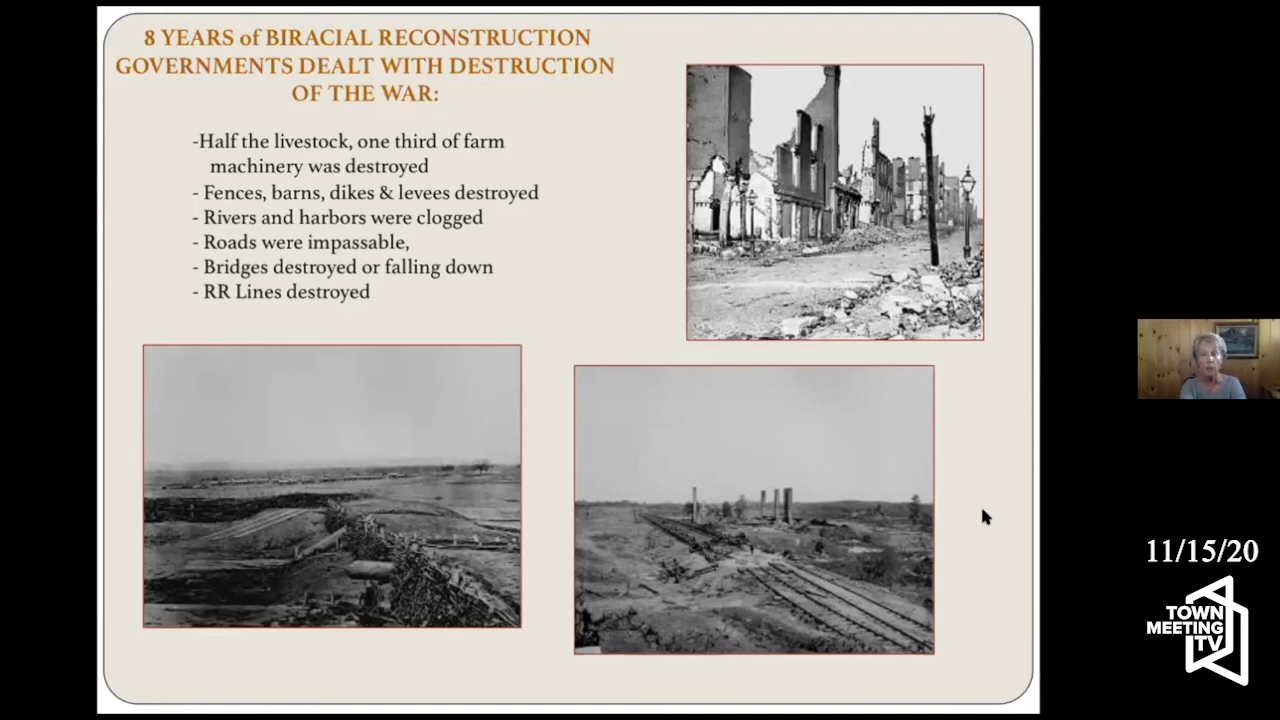 8 YEARS of BIRACIAL RECONSTRUCTION
GOVERNMENTS DEALT WITH DESTRUCTION
OF THE WAR:
-Half the livestock, one third of farm
machinery was destroyed
- Fences, barns, dikes & levees destroyed
- Rivers and harbors were clogged
- Roads were impassable,
- Bridges destroyed or falling down
- RR Lines destroyed
11/15/20
TOWN
MEETING
TV